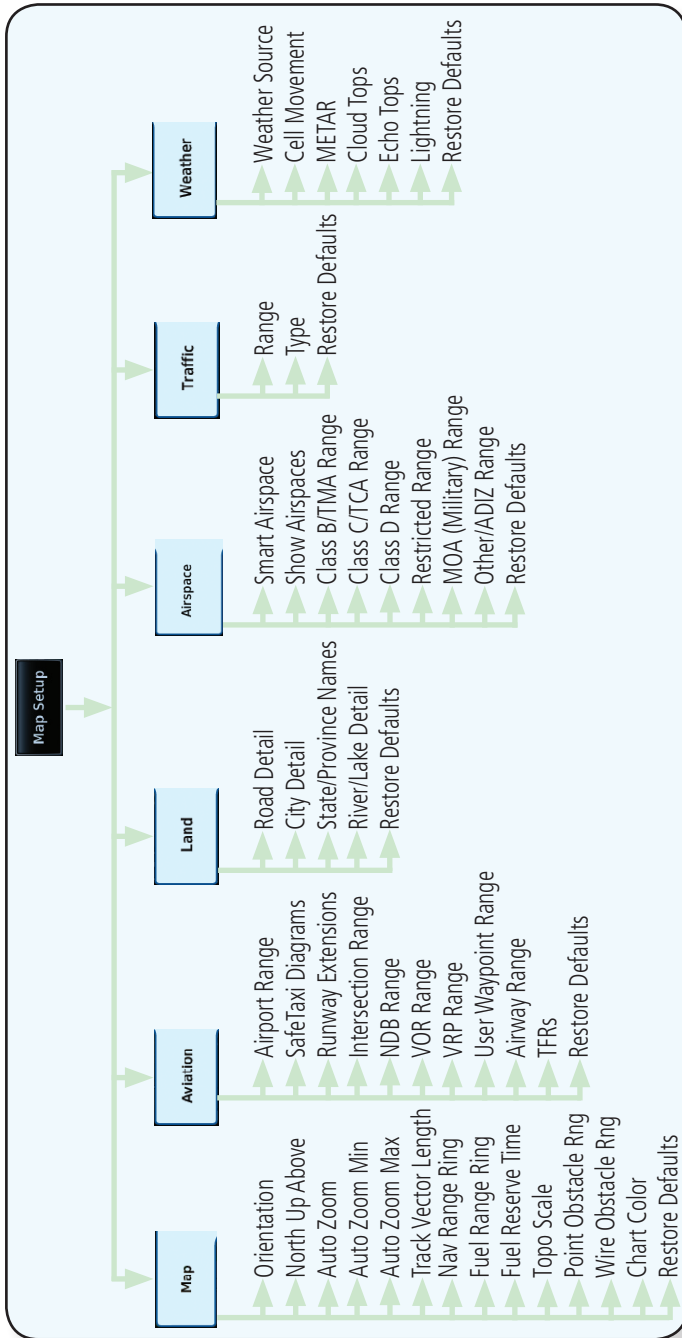 Map Setup
Map
Orientation
North Up Above
Auto Zoom
Auto Zoom Min
Auto Zoom Max
Track Vector Length
Nav Range Ring
Fuel Range Ring
Fuel Reserve Time
Topo Scale
Point Obstacle Rng
Wire Obstacle Rng
Chart Color
Restore Defaults
Aviation
Airport Range
SafeTaxi Diagrams
Runway Extensions
Intersection Range
NDB Range
VOR Range
VRP Range
User Waypoint Range
Airway Range
TFRs
Restore Defaults
Land
Road Detail
City Detail
State/Province Names
River/Lake Detail
Restore Defaults
Airspace
Smart Airspace
Show Airspaces
Class B/TMA Range
Class C/TCA Range
Class D Range
Restricted Range
MOA (Military) Range
Other/ADIZ Range
Restore Defaults
Traffic
Range
Type
Restore Defaults
Weather
Weather Source
Cell Movement
METAR
Cloud Tops
Echo Tops
Lightning
Restore Defaults